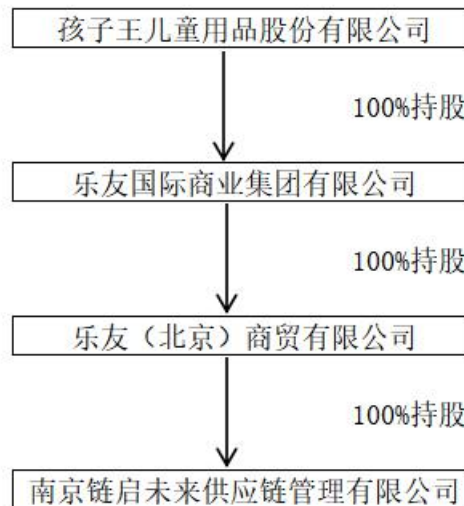 孩子王儿童用品股份有限公司
100%持股
乐友国际商业集团有限公司
100%持股
乐友（北京）商贸有限公司
100%持股
南京链启未来供应链管理有限公司